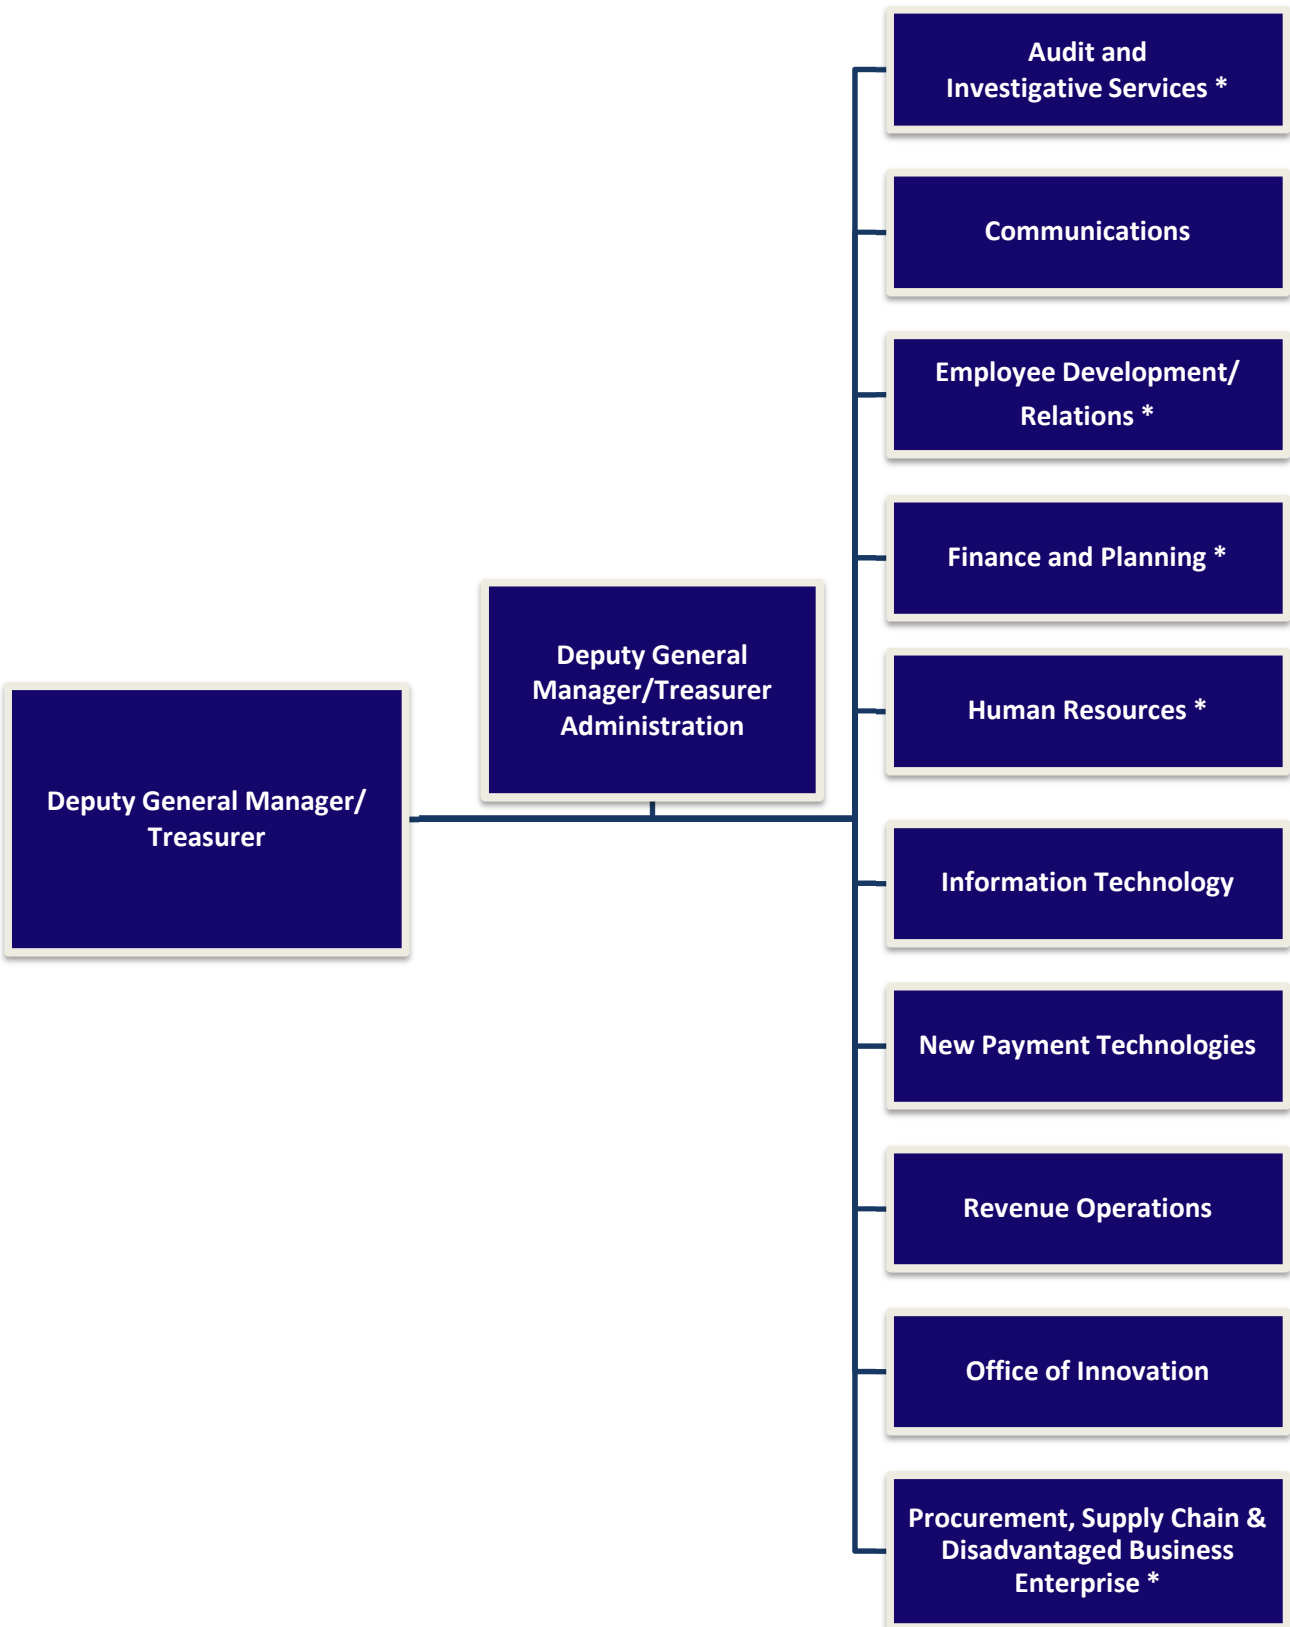 Audit and
Investigative Services *
Communications
Employee Development/
Relations *
Finance and Planning *
Deputy General
Manager/Treasurer
Administration
Human Resources *
Deputy General Manager/
Treasurer
Information Technology
New Payment Technologies
Revenue Operations
Office of Innovation
Procurement, Supply Chain &
Disadvantaged Business
Enterprise *